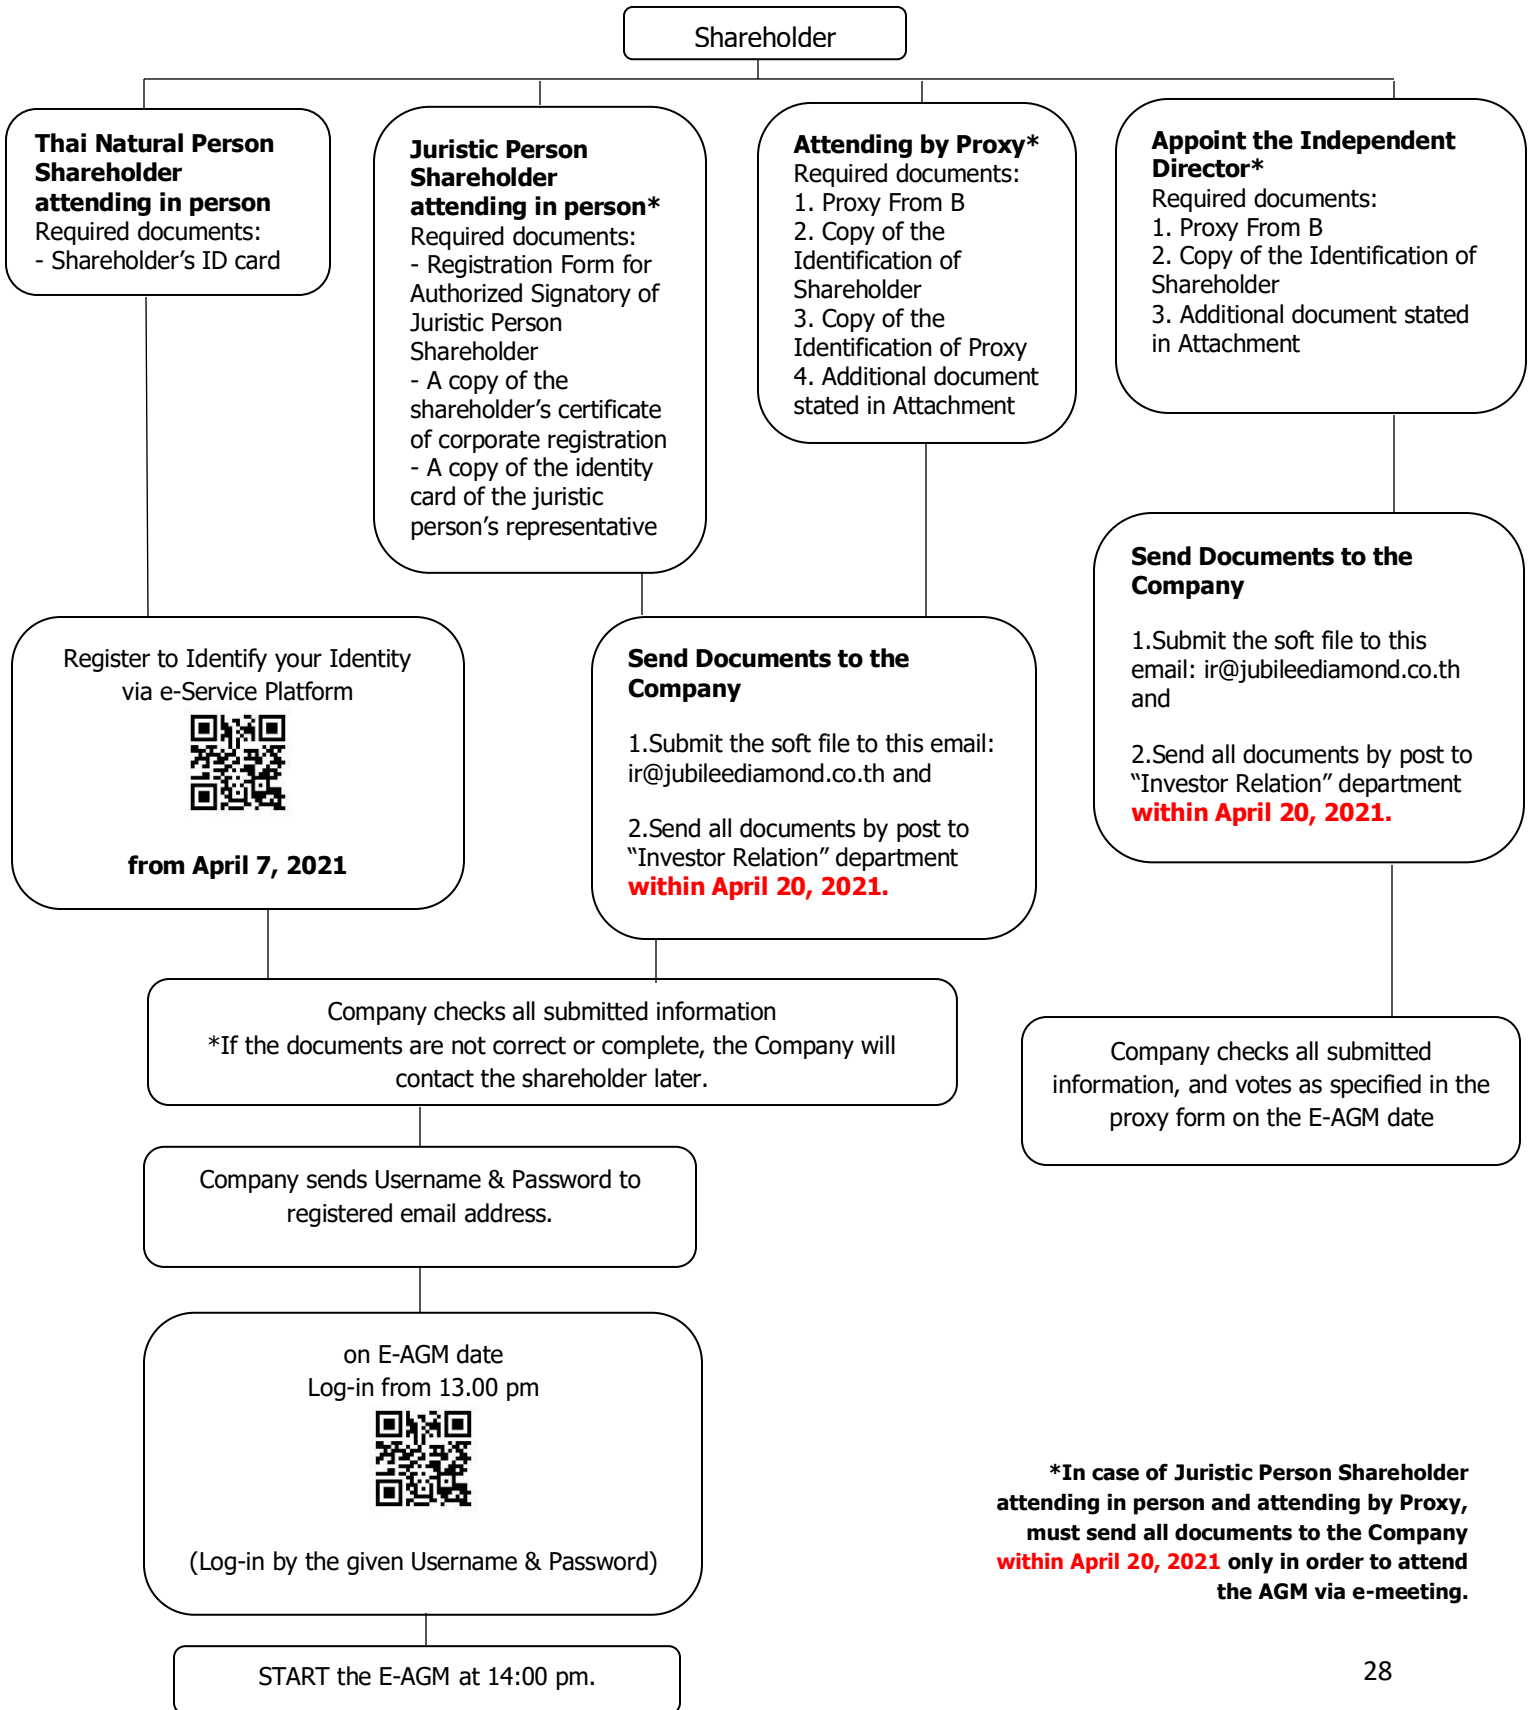 Shareholder
Thai Natural Person
Shareholder
attending in person
Required documents:
- Shareholder’s ID card
Juristic Person
Shareholder
attending in person*
Required documents:
- Registration Form for
Authorized Signatory of
Juristic Person
Shareholder
- A copy of the
shareholder’s certificate
of corporate registration
- A copy of the identity
card of the juristic
person’s representative
Attending by Proxy*
Required documents:
1. Proxy From B
2. Copy of the
Identification of
Shareholder
3. Copy of the
Identification of Proxy
4. Additional document
stated in Attachment
Appoint the Independent
Director*
Required documents:
1. Proxy From B
2. Copy of the Identification of
Shareholder
3. Additional document stated
in Attachment
Register to Identify your Identity
via e-Service Platform
from April 7, 2021
Send Documents to the
Company
1.Submit the soft file to this email:
ir@jubileediamond.co.th and
2.Send all documents by post to
“Investor Relation” department
within April 20, 2021.
Send Documents to the
Company
1.Submit the soft file to this
email: ir@jubileediamond.co.th
and
2.Send all documents by post to
“Investor Relation” department
within April 20, 2021.
Company checks all submitted information
*If the documents are not correct or complete, the Company will
contact the shareholder later.
Company checks all submitted
information, and votes as specified in the
proxy form on the E-AGM date
Company sends Username & Password to
registered email address.
on E-AGM date
Log-in from 13.00 pm
(Log-in by the given Username & Password)
START the E-AGM at 14:00 pm.
*In case of Juristic Person Shareholder
attending in person and attending by Proxy,
must send all documents to the Company
within April 20, 2021 only in order to attend
the AGM via e-meeting.
28